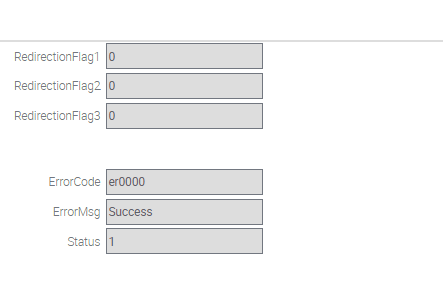 RedirectionFlag1 0
RedirectionFlag2 0
RedirectionFlag3 0
ErrorCode er0000
ErrorMsg Success
Status 1